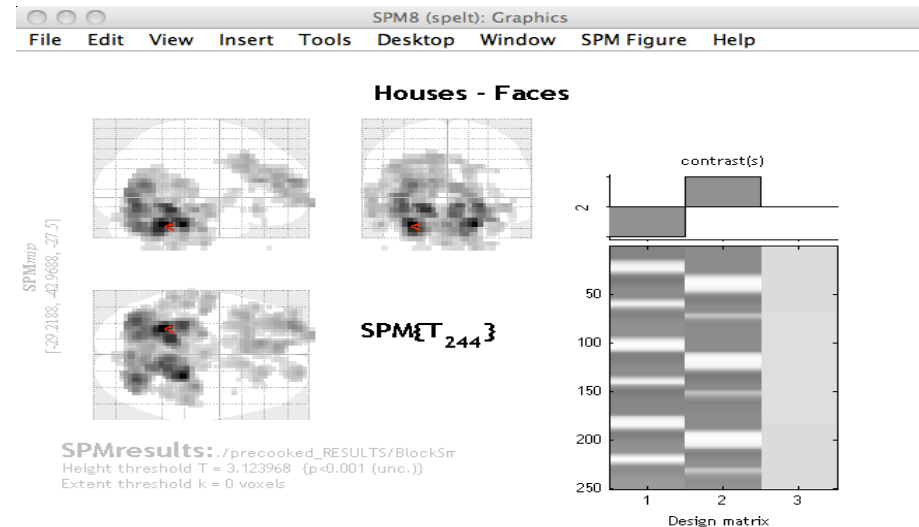 SPM8 (spelt): Graphics
File Edit View Insert Tools Desktop Window SPM Figure Help
Houses - Faces
contrast(s)
2
SPMmip
[-29.2188, -42.9688, -27.5]
<
<
<
SPM{T244}
50
100
150
200
250
1 2 3
Design matrix
SPMresults: ./precooked_RESULTS/BlockSm
Height threshold T = 3.123968 {p<0.001 (unc.)}
Extent threshold k = 0 voxels